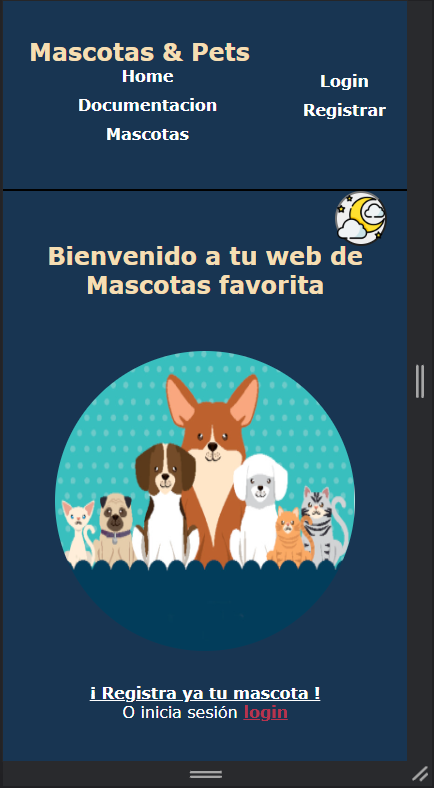 Mascotas & Pets
Home
Documentacion
Mascotas
Login
Registrar
Bienvenido a tu web de
Mascotas favorita
¡ Registra ya tu mascota !
O inicia sesión login